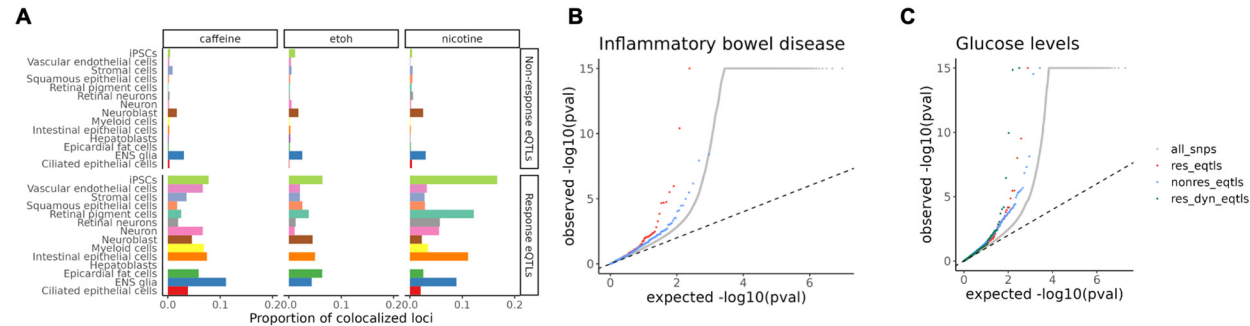 A
B
C
caffeine
etoh
nicotine
iPSCs
Vascular endothelial cells
Stromal cells
Squamous epithelial cells
Retinal pigment cells
Retinal neurons
Neuron
Neuroblast
Myeloid cells
Intestinal epithelial cells
Hepatoblasts
Epicardial fat cells
ENS glia
Ciliated epithelial cells
Non-response eQTLs
iPSCs
Vascular endothelial cells
Stromal cells
Squamous epithelial cells
Retinal pigment cells
Retinal neurons
Neuron
Neuroblast
Myeloid cells
Intestinal epithelial cells
Hepatoblasts
Epicardial fat cells
ENS glia
Ciliated epithelial cells
Response eQTLs
0.0 0.1 0.2 0.0 0.1 0.2 0.0 0.1 0.2
Proportion of colocalized loci
Inflammatory bowel disease
observed -log10(pval)
15
10
5
0
0 2 4 6
expected -log10(pval)
Glucose levels
observed -log10(pval)
15
10
5
0
0 2 4 6
expected -log10(pval)
all_snps
res_eqtls
nonres_eqtls
res_dyn_eqtls